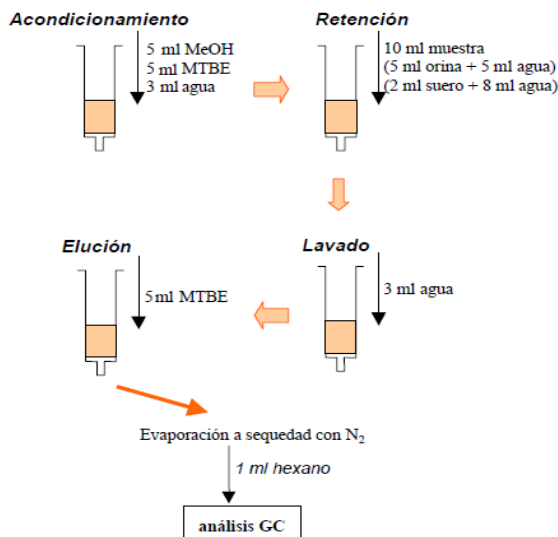 Acondicionamiento
5 ml MeOH
5 ml MTBE
3 ml agua
Retención
10 ml muestra
(5 ml orina + 5 ml agua)
(2 ml suero + 8 ml agua)
Lavado
3 ml agua
Elución
5 ml MTBE
Evaporación a sequedad con N₂
1 ml hexano
análisis GC